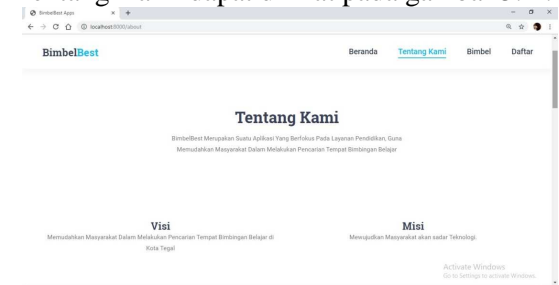 BimbelBest Apps
localhost:8000/about
BimbelBest
Beranda Tentang Kami Bimbel Daftar
Tentang Kami
BimbelBest Merupakan Suatu Aplikasi Yang Berfokus Pada Layanan Pendidikan, Guna
Memudahkan Masyarakat Dalam Melakukan Pencarian Tempat Bimbingan Belajar
Visi
Memudahkan Masyarakat Dalam Melakukan Pencarian Tempat Bimbingan Belajar di
Kota Tegal
Misi
Mewujudkan Masyarakat akan sadar Teknologi.
Activate Windows
Go to Settings to activate Windows.